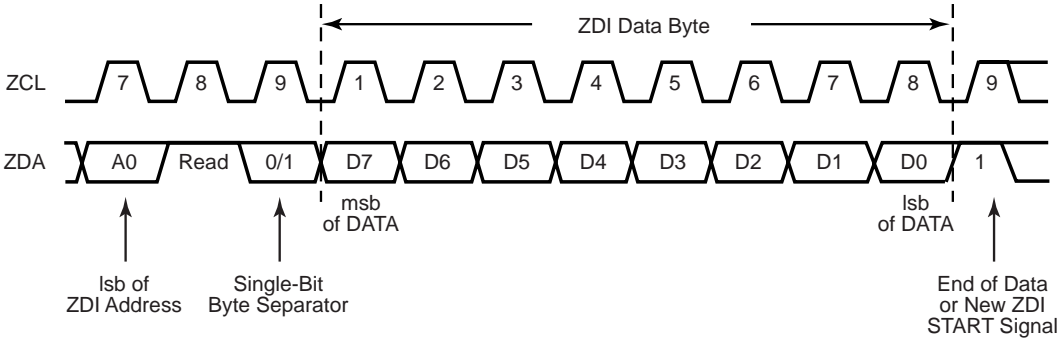 ZDI Data Byte
ZCL 7 8 9 1 2 3 4 5 6 7 8 9
ZDA A0 Read 0/1 D7 D6 D5 D4 D3 D2 D1 D0 1
msb
of DATA
lsb
of DATA
lsb of
ZDI Address
Single-Bit
Byte Separator
End of Data
or New ZDI
START Signal